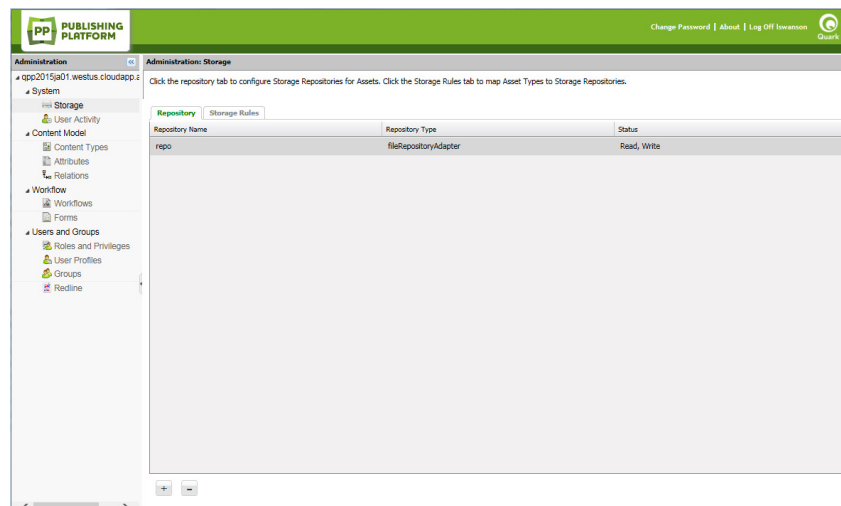 PP PUBLISHING
PLATFORM
Change Password | About | Log Off lswanson
Quark
Administration
Administration: Storage
qpp2015ja01.westus.cloudapp.a
Click the repository tab to configure Storage Repositories for Assets. Click the Storage Rules tab to map Asset Types to Storage Repositories.
System
Storage
User Activity
Content Model
Content Types
Attributes
Relations
Workflow
Workflows
Forms
Users and Groups
Roles and Privileges
User Profiles
Groups
Redline
Repository Storage Rules
Repository Name Repository Type Status
repo fileRepositoryAdapter Read, Write